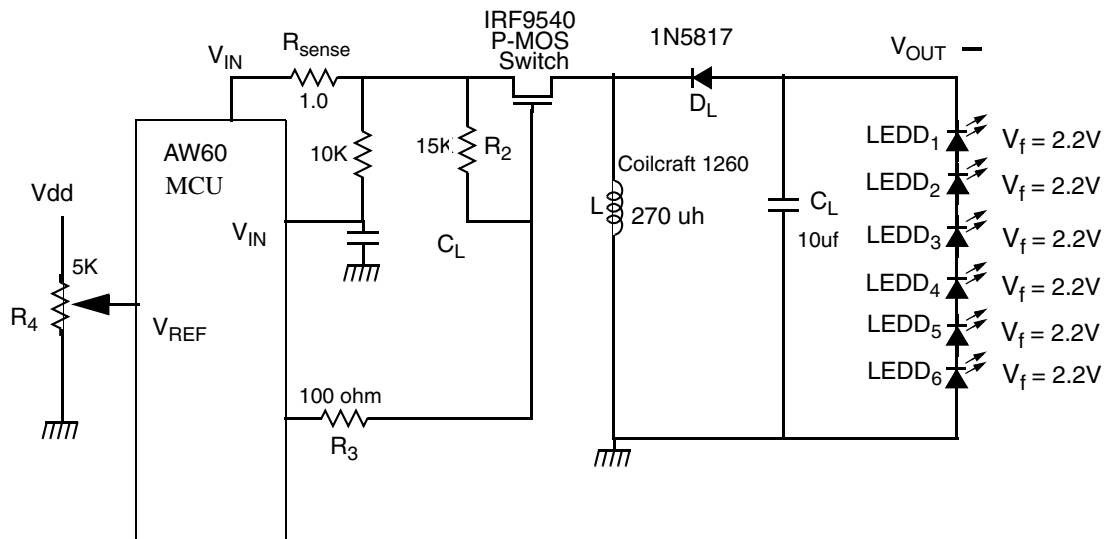 IRF9540
P-MOS
Switch
1N5817
V_OUT −
V_IN
R_sense
1.0
D_L
AW60
MCU
10K
15K
R_2
Coilcraft 1260
L
270 uh
C_L
10uf
Vdd
V_IN
C_L
5K
R_4
V_REF
100 ohm
R_3
LEDD_1 V_f = 2.2V
LEDD_2 V_f = 2.2V
LEDD_3 V_f = 2.2V
LEDD_4 V_f = 2.2V
LEDD_5 V_f = 2.2V
LEDD_6 V_f = 2.2V